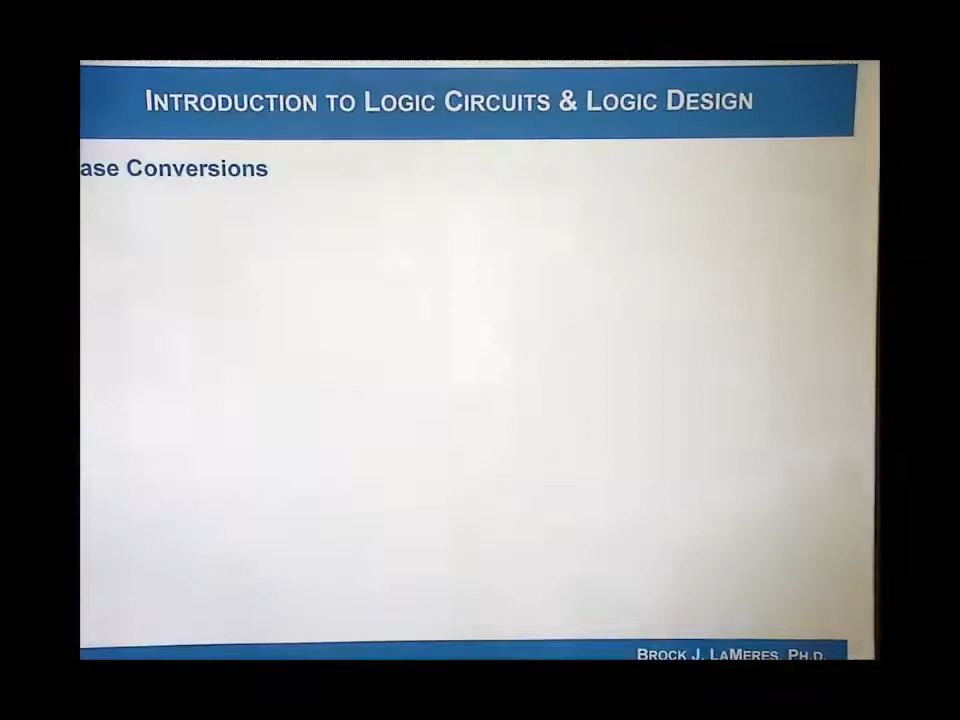 INTRODUCTION TO LOGIC CIRCUITS & LOGIC DESIGN
ase Conversions
BROCK J. LAMERES, PH.D.